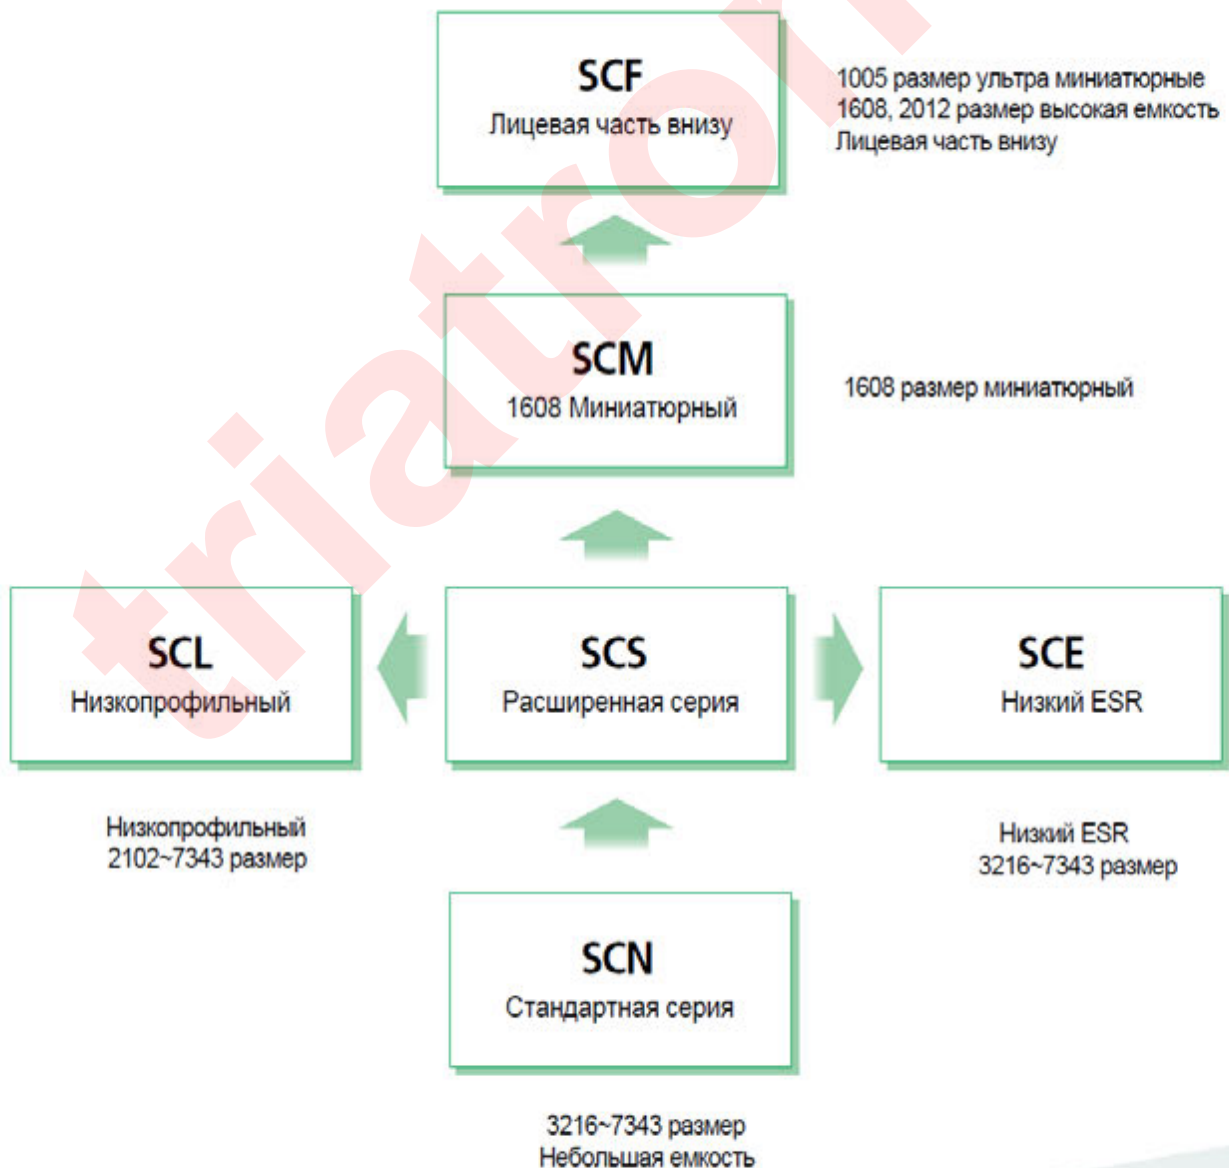 SCF
Лицевая часть внизу
1005 размер ультра миниатюрные
1608, 2012 размер высокая емкость
Лицевая часть внизу
SCM
1608 Миниатюрный
1608 размер миниатюрный
SCL
Низкопрофильный
SCS
Расширенная серия
SCE
Низкий ESR
Низкопрофильный
2102~7343 размер
Низкий ESR
3216~7343 размер
SCN
Стандартная серия
3216~7343 размер
Небольшая емкость
triatron